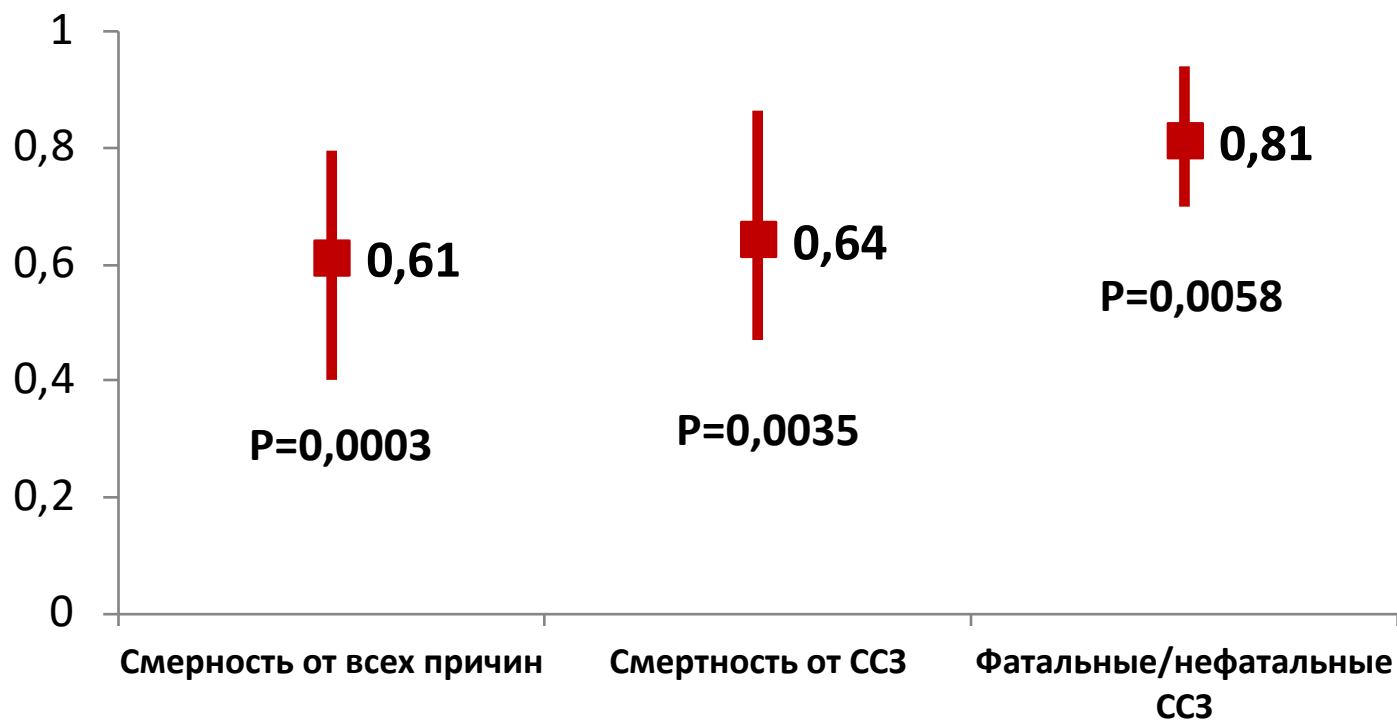 1
0,8
0,6
0,4
0,2
0
0,61
0,64
0,81
P=0,0003
P=0,0035
P=0,0058
Смерность от всех причин
Смертность от ССЗ
Фатальные/нефатальные
ССЗ